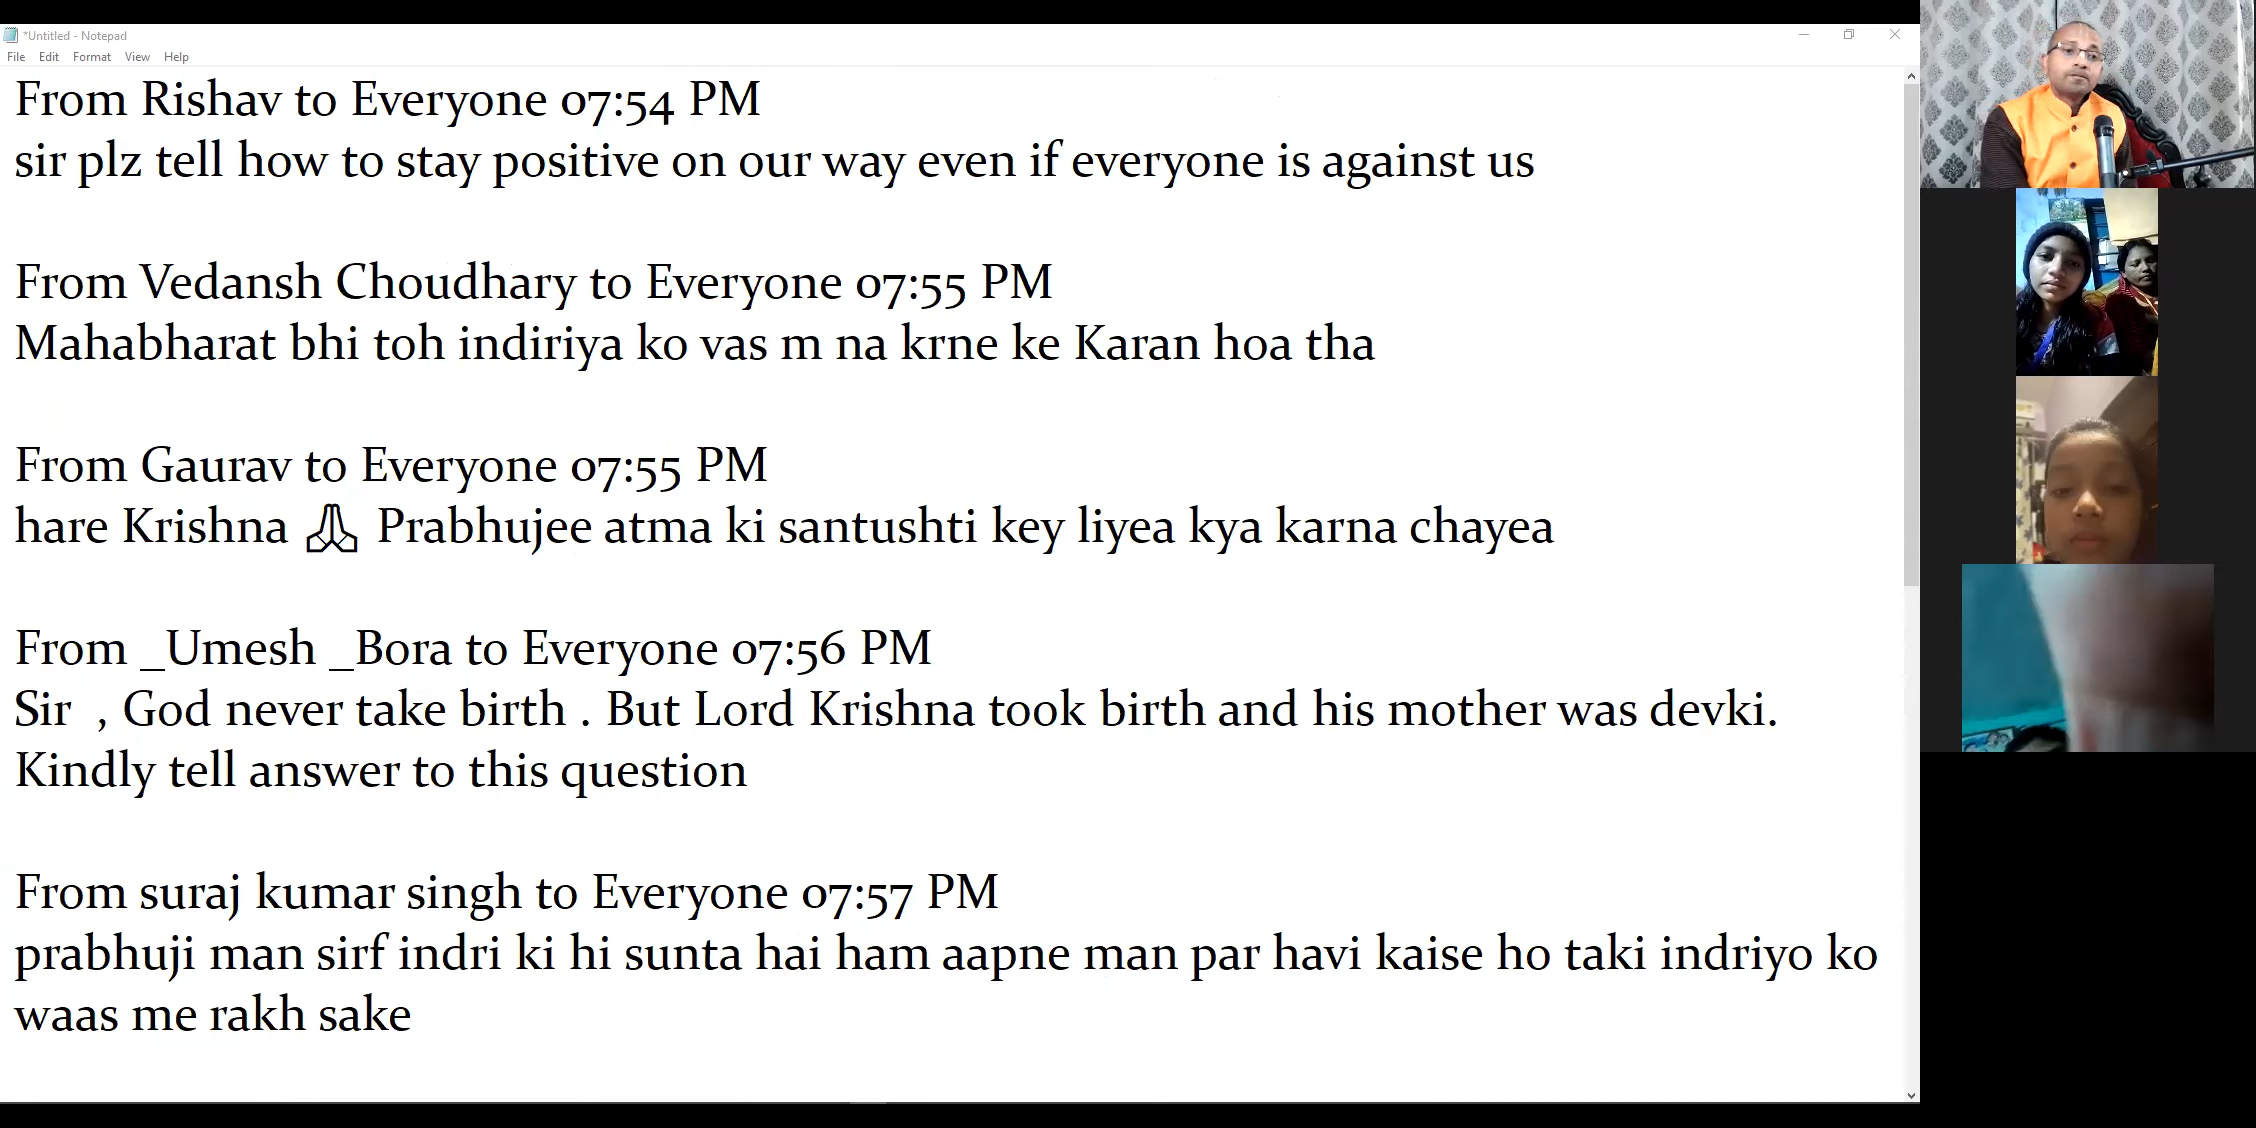 *Untitled - Notepad
File Edit Format View Help
From Rishav to Everyone 07:54 PM
sir plz tell how to stay positive on our way even if everyone is against us
From Vedansh Choudhary to Everyone 07:55 PM
Mahabharat bhi toh indiriya ko vas m na krne ke Karan hoa tha
From Gaurav to Everyone 07:55 PM
hare Krishna 🙏 Prabhujee atma ki santushti key liyea kya karna chayea
From _Umesh _Bora to Everyone 07:56 PM
Sir , God never take birth . But Lord Krishna took birth and his mother was devki.
Kindly tell answer to this question
From suraj kumar singh to Everyone 07:57 PM
prabhuji man sirf indri ki hi sunta hai ham aapne man par havi kaise ho taki indriyo ko
waas me rakh sake